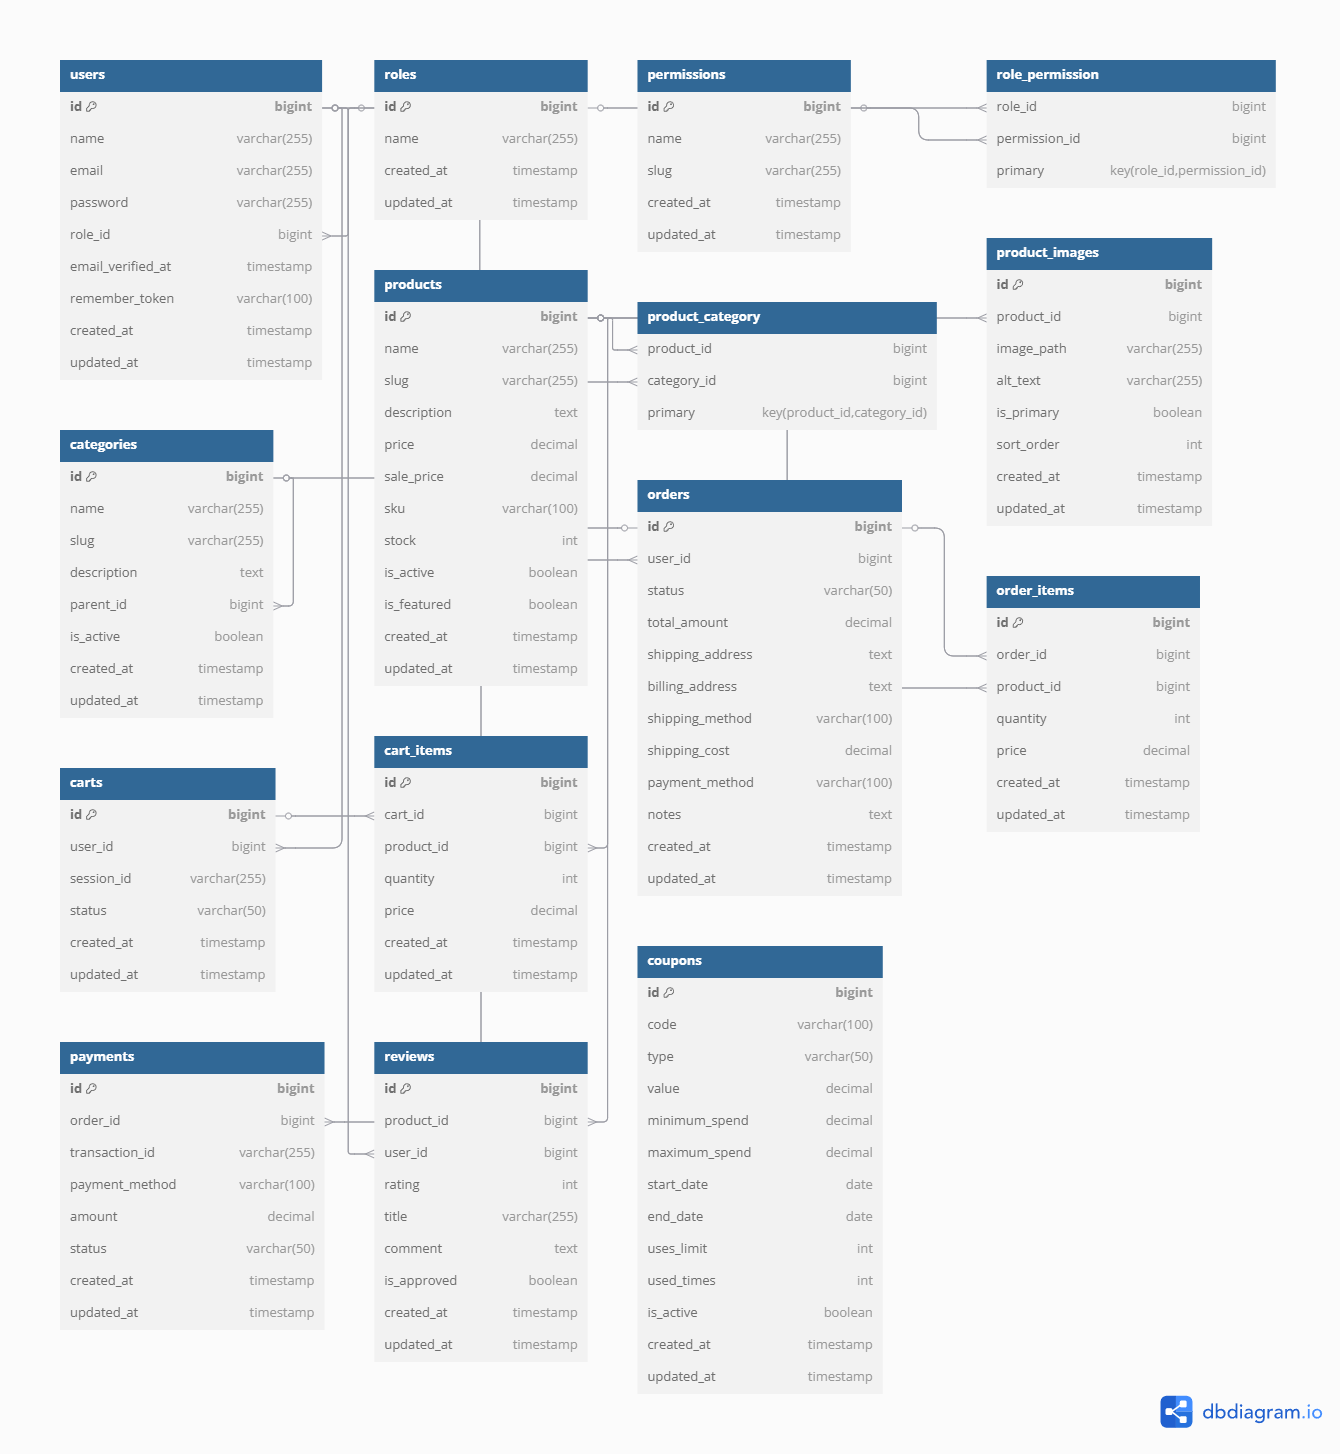 users
id bigint
name varchar(255)
email varchar(255)
password varchar(255)
role_id bigint
email_verified_at timestamp
remember_token varchar(100)
created_at timestamp
updated_at timestamp
roles
id bigint
name varchar(255)
created_at timestamp
updated_at timestamp
permissions
id bigint
name varchar(255)
slug varchar(255)
created_at timestamp
updated_at timestamp
role_permission
role_id bigint
permission_id bigint
primary key(role_id,permission_id)
products
id bigint
name varchar(255)
slug varchar(255)
description text
price decimal
sale_price decimal
sku varchar(100)
stock int
is_active boolean
is_featured boolean
created_at timestamp
updated_at timestamp
product_category
product_id bigint
category_id bigint
primary key(product_id,category_id)
product_images
id bigint
product_id bigint
image_path varchar(255)
alt_text varchar(255)
is_primary boolean
sort_order int
created_at timestamp
updated_at timestamp
categories
id bigint
name varchar(255)
slug varchar(255)
description text
parent_id bigint
is_active boolean
created_at timestamp
updated_at timestamp
orders
id bigint
user_id bigint
status varchar(50)
total_amount decimal
shipping_address text
billing_address text
shipping_method varchar(100)
shipping_cost decimal
payment_method varchar(100)
notes text
created_at timestamp
updated_at timestamp
order_items
id bigint
order_id bigint
product_id bigint
quantity int
price decimal
created_at timestamp
updated_at timestamp
carts
id bigint
user_id bigint
session_id varchar(255)
status varchar(50)
created_at timestamp
updated_at timestamp
cart_items
id bigint
cart_id bigint
product_id bigint
quantity int
price decimal
created_at timestamp
updated_at timestamp
payments
id bigint
order_id bigint
transaction_id varchar(255)
payment_method varchar(100)
amount decimal
status varchar(50)
created_at timestamp
updated_at timestamp
reviews
id bigint
product_id bigint
user_id bigint
rating int
title varchar(255)
comment text
is_approved boolean
created_at timestamp
updated_at timestamp
coupons
id bigint
code varchar(100)
type varchar(50)
value decimal
minimum_spend decimal
maximum_spend decimal
start_date date
end_date date
uses_limit int
used_times int
is_active boolean
created_at timestamp
updated_at timestamp
dbdiagram.io